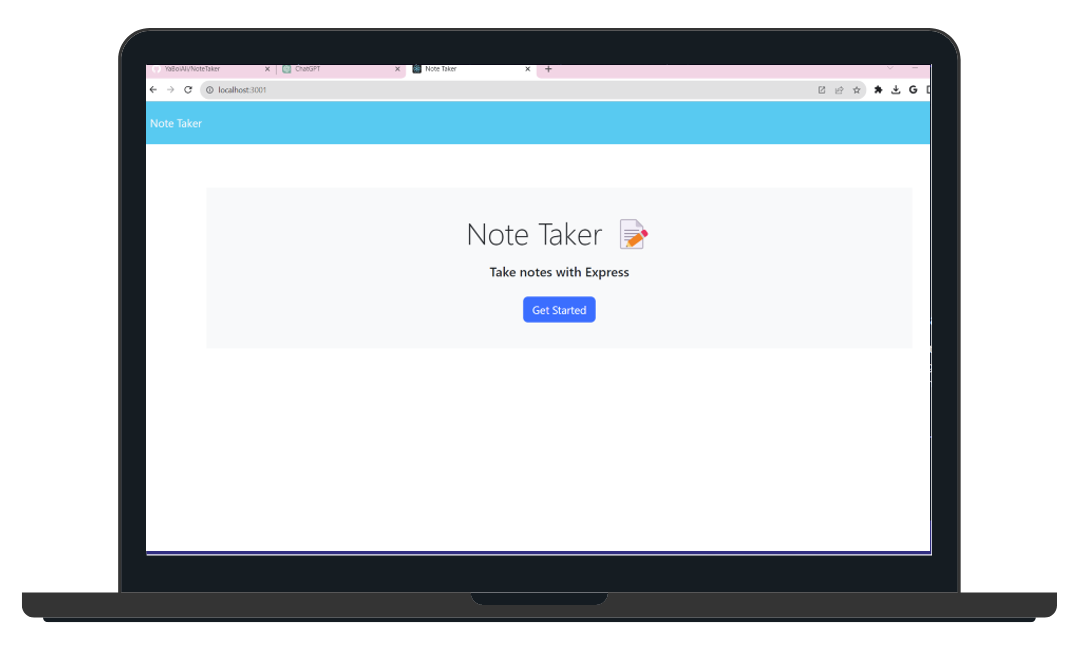 YaBoiAli/NoteTaker
ChatGPT
Note Taker
localhost:3001
G
Note Taker
Note Taker
Take notes with Express
Get Started